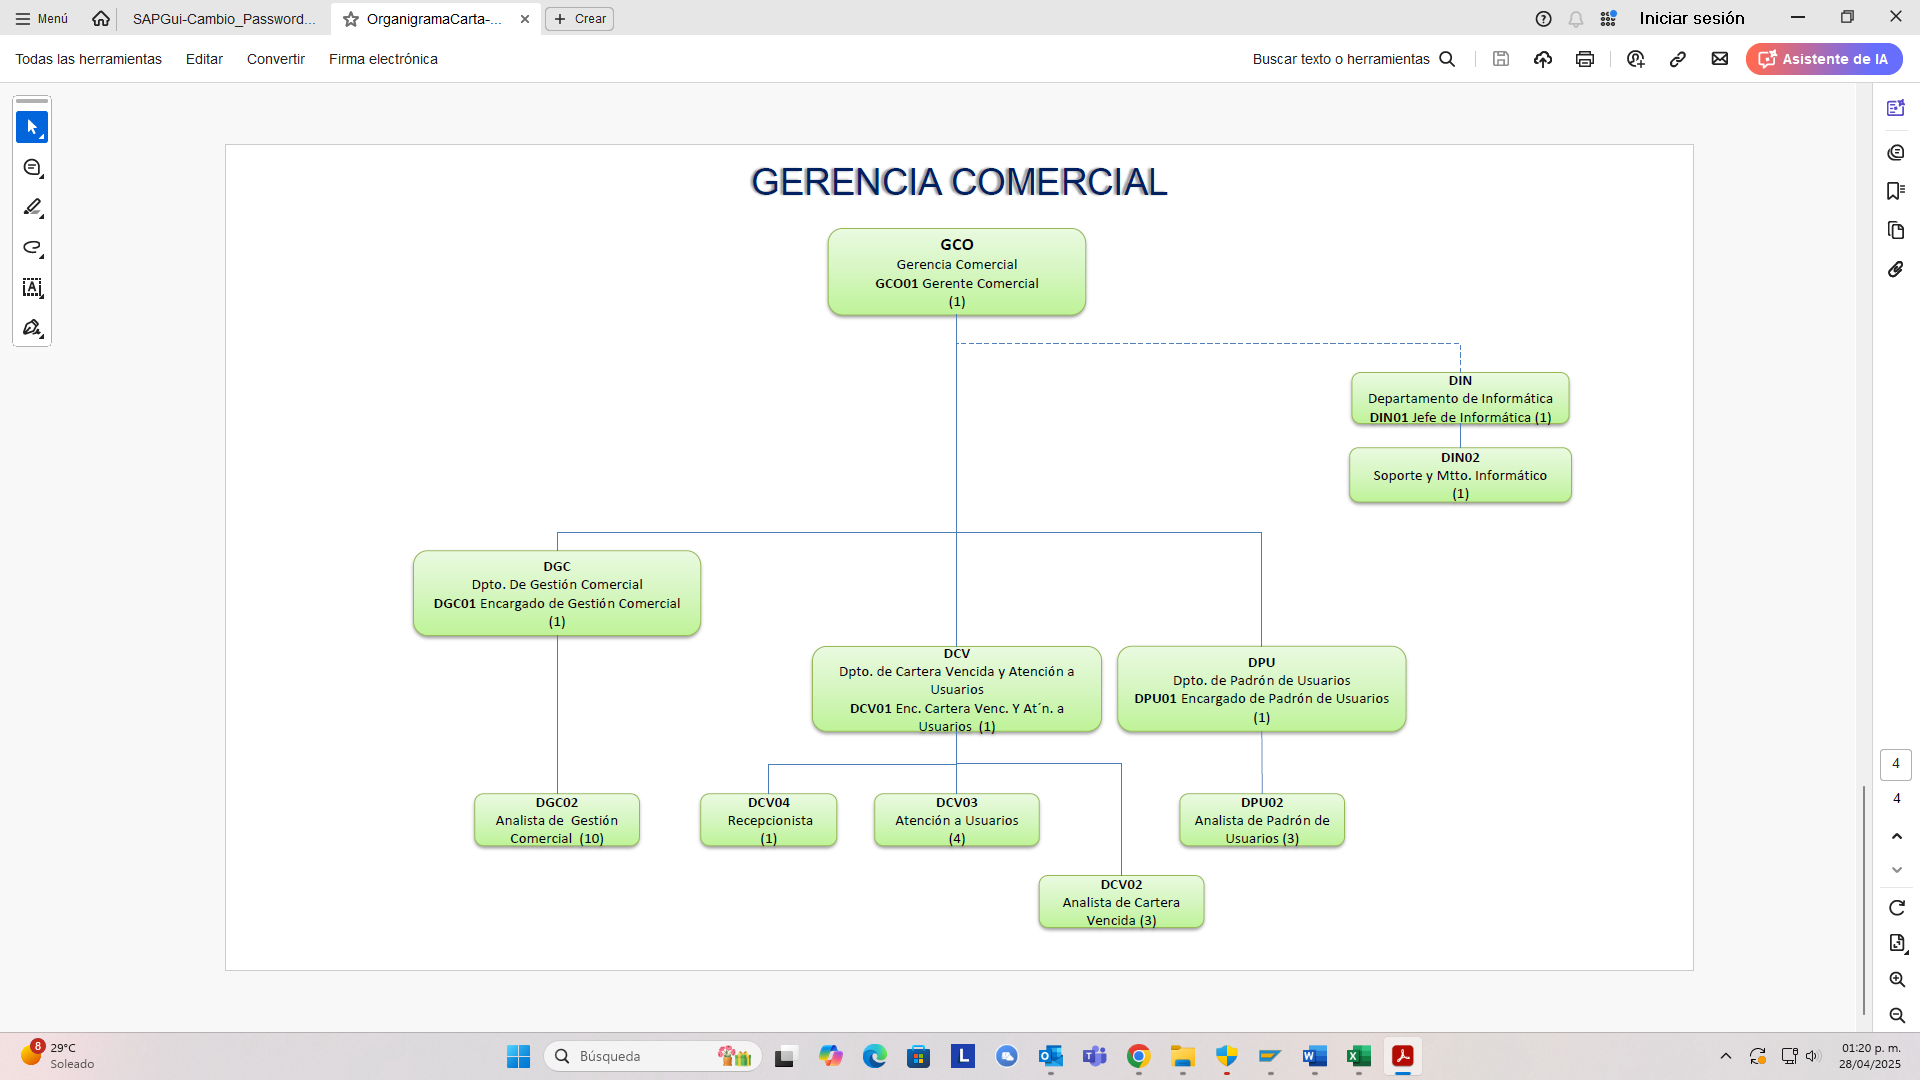 Menú
SAPGui-Cambio_Password...
OrganigramaCarta-...
Crear
Iniciar sesión
Todas las herramientas
Editar
Convertir
Firma electrónica
Buscar texto o herramientas
Asistente de IA
GERENCIA COMERCIAL
GCO
Gerencia Comercial
GCO01 Gerente Comercial
(1)
DIN
Departamento de Informática
DIN01 Jefe de Informática (1)
DIN02
Soporte y Mtto. Informático
(1)
DGC
Dpto. De Gestión Comercial
DGC01 Encargado de Gestión Comercial
(1)
DCV
Dpto. de Cartera Vencida y Atención a
Usuarios
DCV01 Enc. Cartera Venc. Y At´n. a
Usuarios (1)
DPU
Dpto. de Padrón de Usuarios
DPU01 Encargado de Padrón de Usuarios
(1)
DGC02
Analista de Gestión
Comercial (10)
DCV04
Recepcionista
(1)
DCV03
Atención a Usuarios
(4)
DPU02
Analista de Padrón de
Usuarios (3)
DCV02
Analista de Cartera
Vencida (3)
4
4
8
29°C
Soleado
Búsqueda
L
01:20 p. m.
28/04/2025